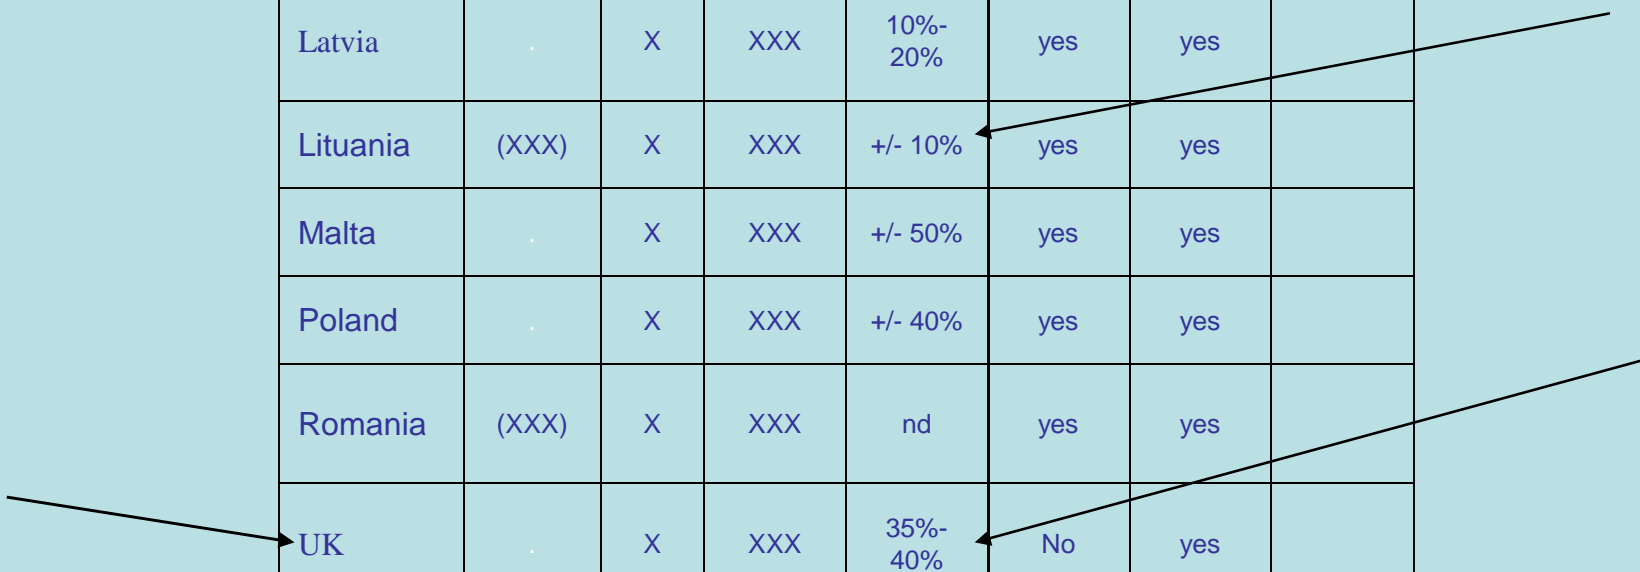 Latvia . X XXX 10%-
20% yes yes
Lituania (XXX) X XXX +/- 10% yes yes
Malta . X XXX +/- 50% yes yes
Poland . X XXX +/- 40% yes yes
Romania (XXX) X XXX nd yes yes
UK . X XXX 35%-
40% No yes